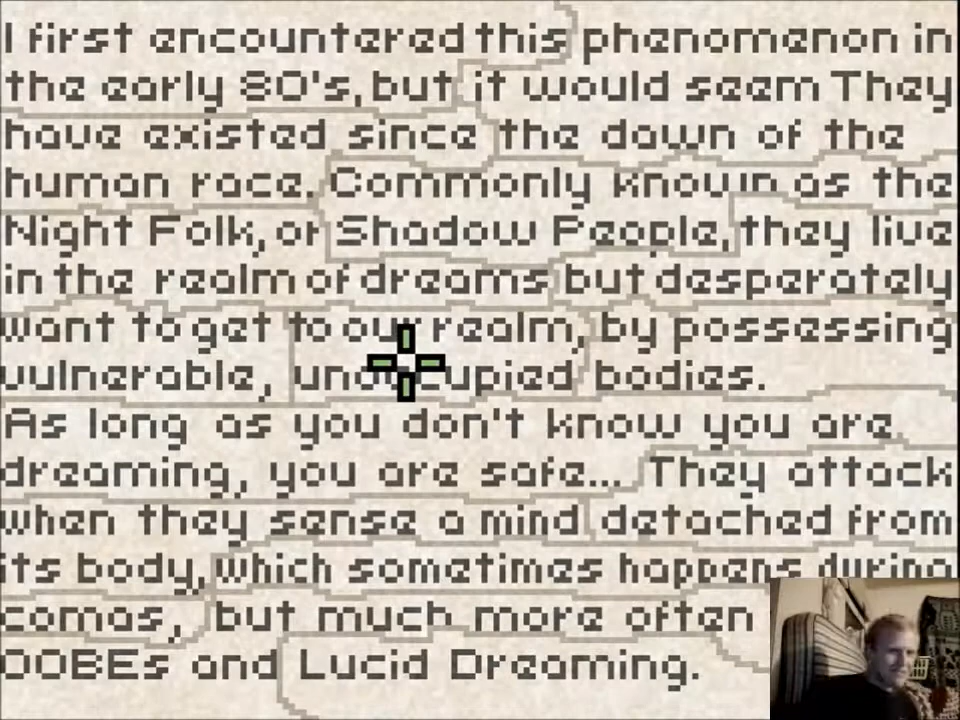 I first encountered this phenomenon in
the early 80's, but it would seem They
have existed since the dawn of the
human race. Commonly known as the
Night Folk, or Shadow People, they live
in the realm of dreams but desperately
want to get to our realm, by possessing
vulnerable, unoccupied bodies.
As long as you don't know you are
dreaming, you are safe... They attack
when they sense a mind detached from
its body, which sometimes happens during
comas, but much more often
OOBEs and Lucid Dreaming.